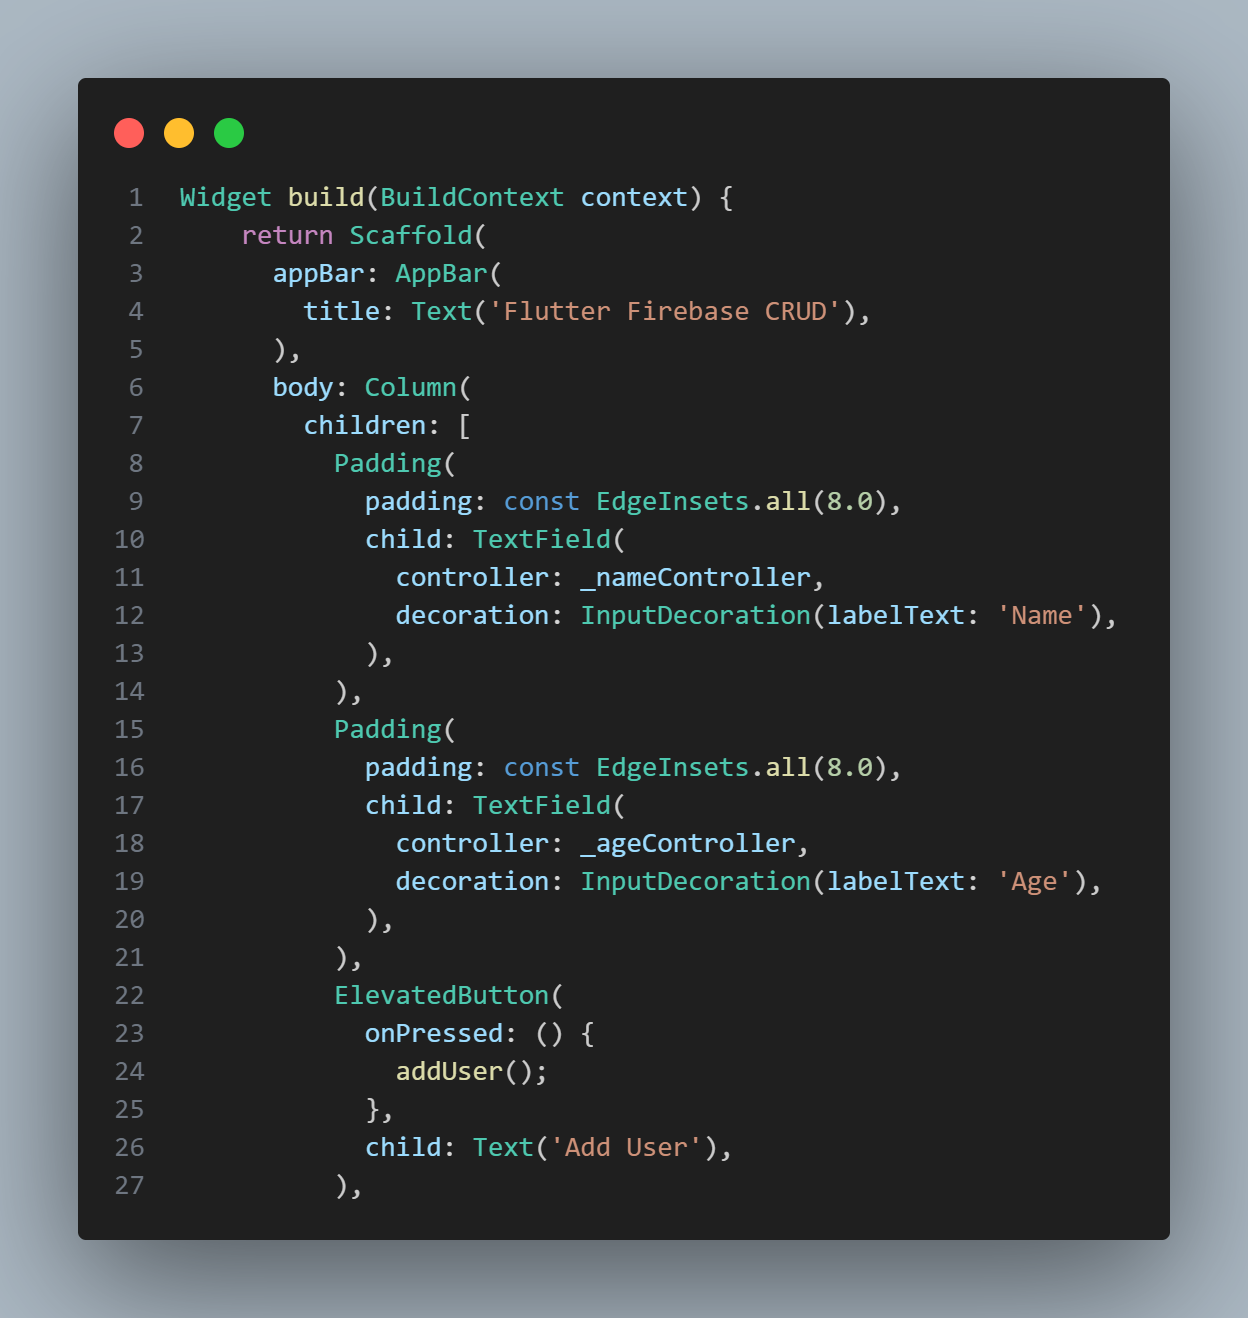 1 Widget build(BuildContext context) {
2     return Scaffold(
3       appBar: AppBar(
4         title: Text('Flutter Firebase CRUD'),
5       ),
6       body: Column(
7         children: [
8           Padding(
9             padding: const EdgeInsets.all(8.0),
10             child: TextField(
11               controller: _nameController,
12               decoration: InputDecoration(labelText: 'Name'),
13             ),
14           ),
15           Padding(
16             padding: const EdgeInsets.all(8.0),
17             child: TextField(
18               controller: _ageController,
19               decoration: InputDecoration(labelText: 'Age'),
20             ),
21           ),
22           ElevatedButton(
23             onPressed: () {
24               addUser();
25             },
26             child: Text('Add User'),
27           ),